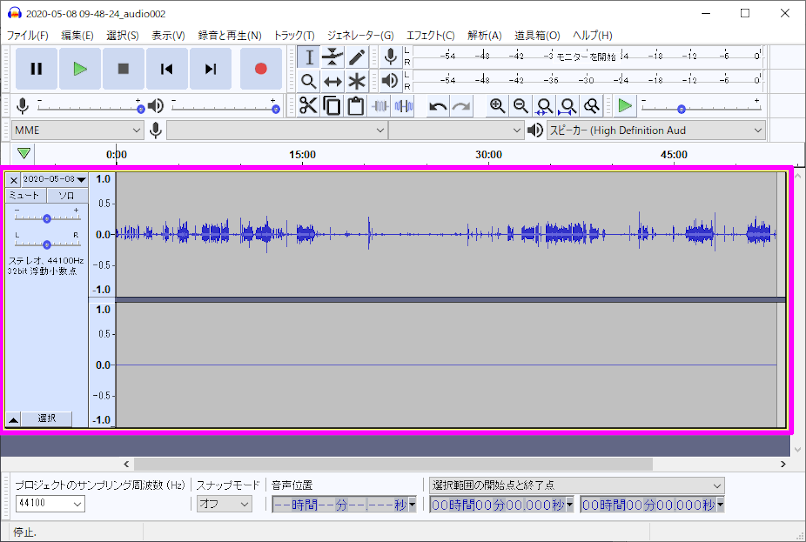 2020-05-08 09-48-24_audio002
ファイル(F) 編集(E) 選択(S) 表示(V) 録音と再生(N) トラック(T) ジェネレーター(G) エフェクト(C) 解析(A) 道具箱(O) ヘルプ(H)
L -54 -48 -42 -3 モニターを開始 !4 -18 -12 -6 0
R
L -54 -48 -42 -36 -30 -24 -18 -12 -6 0
R
MME スピーカー (High Definition Aud
0:00 15:00 30:00 45:00
2020-05-08
ミュート ソロ
- +
L R
ステレオ, 44100Hz
32bit 浮動小数点
選択
1.0
0.5
0.0
-0.5
-1.0
1.0
0.5
0.0
-0.5
-1.0
プロジェクトのサンプリング周波数 (Hz) スナップモード 音声位置 選択範囲の開始点と終了点
44100 オフ --時間--分--.---秒 00時間00分00.000秒 00時間00分00.000秒
停止.